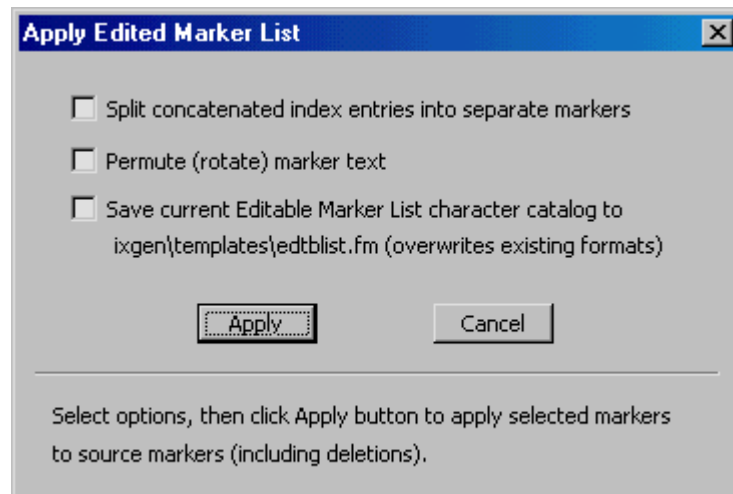 Apply Edited Marker List
Split concatenated index entries into separate markers
Permute (rotate) marker text
Save current Editable Marker List character catalog to
ixgen\templates\edtblist.fm (overwrites existing formats)
Apply Cancel
Select options, then click Apply button to apply selected markers
to source markers (including deletions).